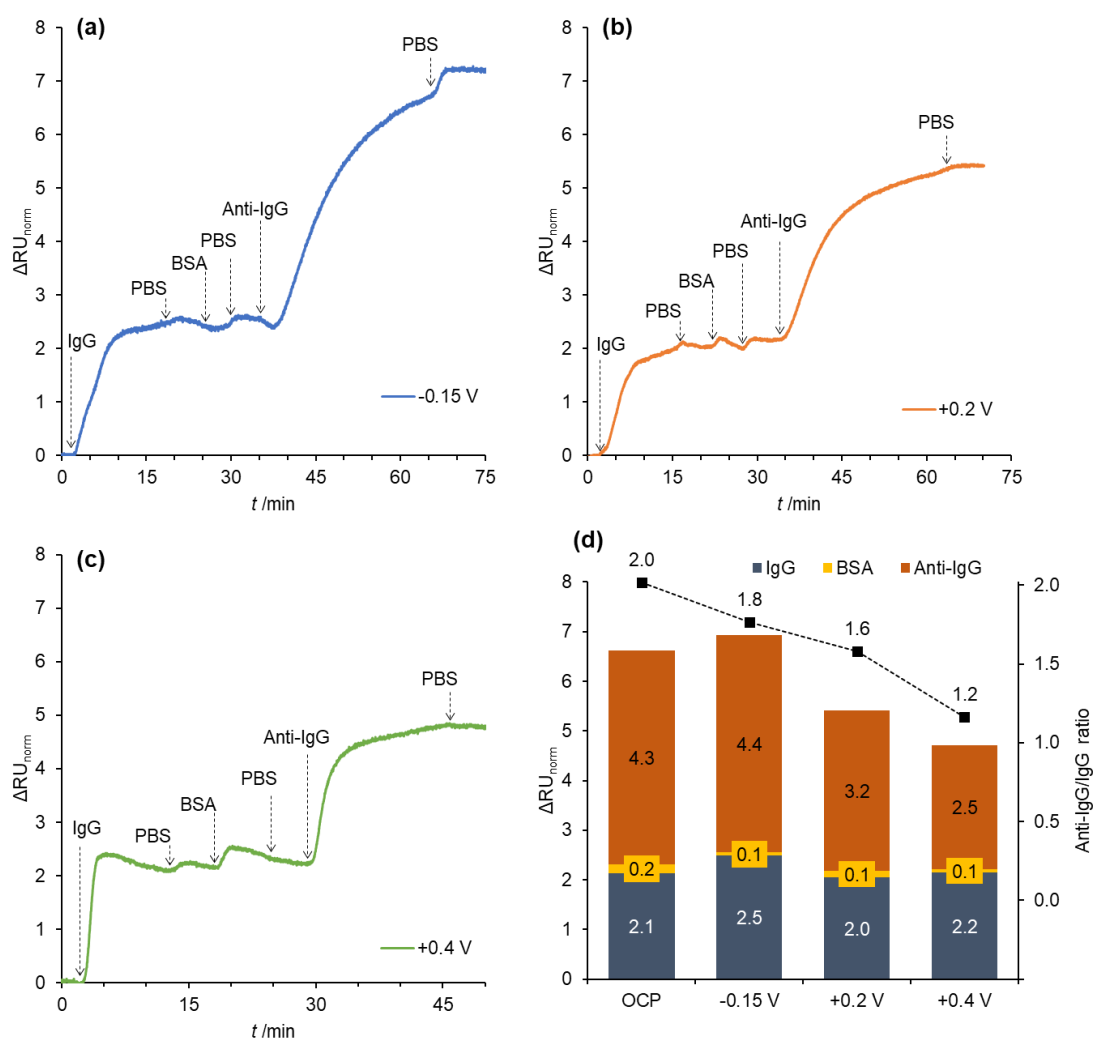 (a)
8
7
6
5
4
3
2
1
0
ΔRUnorm
IgG
PBS
BSA
PBS
Anti-IgG
PBS
-0.15 V
0 15 30 45 60 75
t /min
(b)
8
7
6
5
4
3
2
1
0
ΔRUnorm
IgG
PBS
BSA
PBS
Anti-IgG
PBS
+0.2 V
0 15 30 45 60 75
t /min
(c)
8
7
6
5
4
3
2
1
0
ΔRUnorm
IgG
PBS
BSA
PBS
Anti-IgG
PBS
+0.4 V
0 15 30 45
t /min
(d)
IgG BSA Anti-IgG
8
7
6
5
4
3
2
1
0
ΔRUnorm
2.0
1.8
1.6
1.2
4.3 4.4 3.2 2.5
0.2 0.1 0.1 0.1
2.1 2.5 2.0 2.2
OCP -0.15 V +0.2 V +0.4 V
2.0
1.5
1.0
0.5
0.0
Anti-IgG/IgG ratio